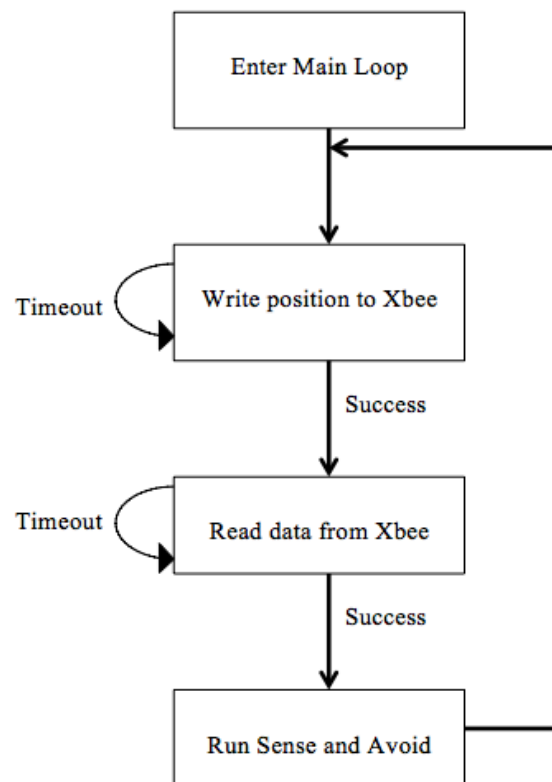 Enter Main Loop
Timeout
Write position to Xbee
Success
Timeout
Read data from Xbee
Success
Run Sense and Avoid